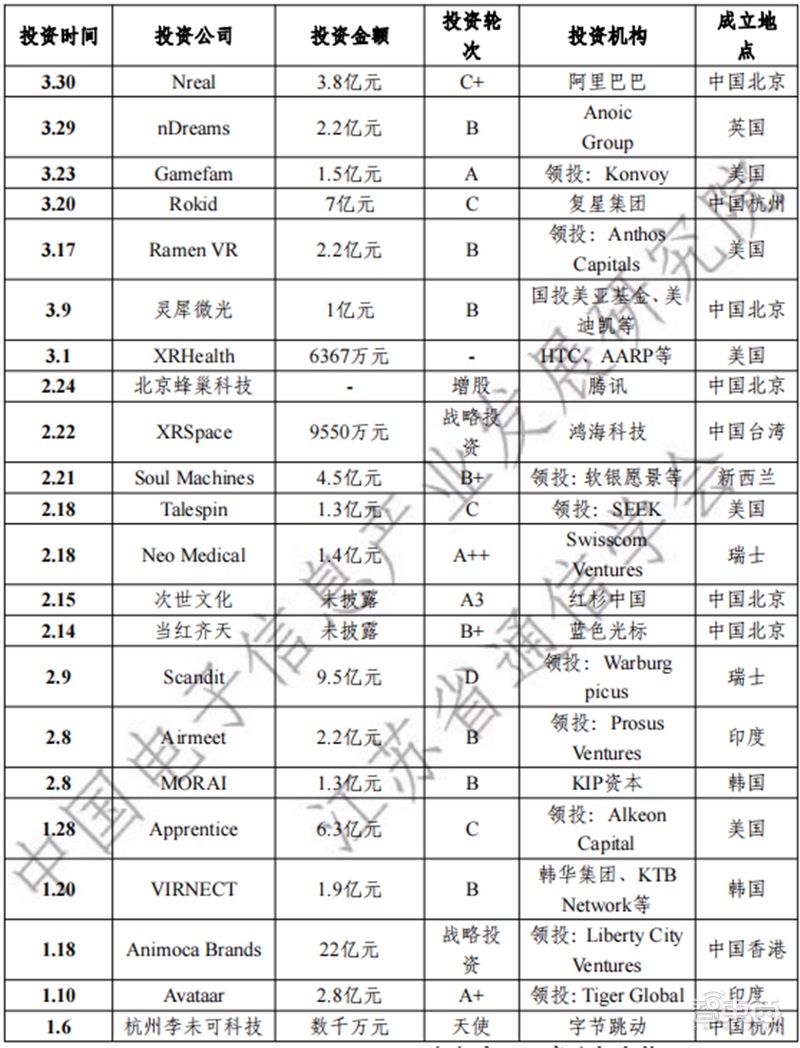 投资时间 投资公司 投资金额 投资轮次 投资机构 成立地点
3.30 Nreal 3.8亿元 C+ 阿里巴巴 中国北京
3.29 nDreams 2.2亿元 B Anoic Group 英国
3.23 Gamefam 1.5亿元 A 领投：Konvoy 美国
3.20 Rokid 7亿元 C 复星集团 中国杭州
3.17 Ramen VR 2.2亿元 B 领投：Anthos Capitals 美国
3.9 灵犀微光 1亿元 B 国投美亚基金、美迪凯等 中国北京
3.1 XRHealth 6367万元 - HTC、AARP等 美国
2.24 北京蜂巢科技 - 增股 腾讯 中国北京
2.22 XRSpace 9550万元 战略投资 鸿海科技 中国台湾
2.21 Soul Machines 4.5亿元 B+ 领投：软银愿景等 新西兰
2.18 Talespin 1.3亿元 C 领投：SEEK 美国
2.18 Neo Medical 1.4亿元 A++ Swisscom Ventures 瑞士
2.15 次世文化 未披露 A3 红杉中国 中国北京
2.14 当红齐天 未披露 B+ 蓝色光标 中国北京
2.9 Scandit 9.5亿元 D 领投：Warburg picus 瑞士
2.8 Airmeet 2.2亿元 B 领投：Prosus Ventures 印度
2.8 MORAI 1.3亿元 B KIP资本 韩国
1.28 Apprentice 6.3亿元 C 领投：Alkeon Capital 美国
1.20 VIRNECT 1.9亿元 B 韩华集团、KTB Network等 韩国
1.18 Animoca Brands 22亿元 战略投资 领投：Liberty City Ventures 中国香港
1.10 Avataar 2.8亿元 A+ 领投：Tiger Global 印度
1.6 杭州李未可科技 数千万元 天使 字节跳动 中国杭州
中国电子信息产业发展研究院
江苏省通信学会
智东西